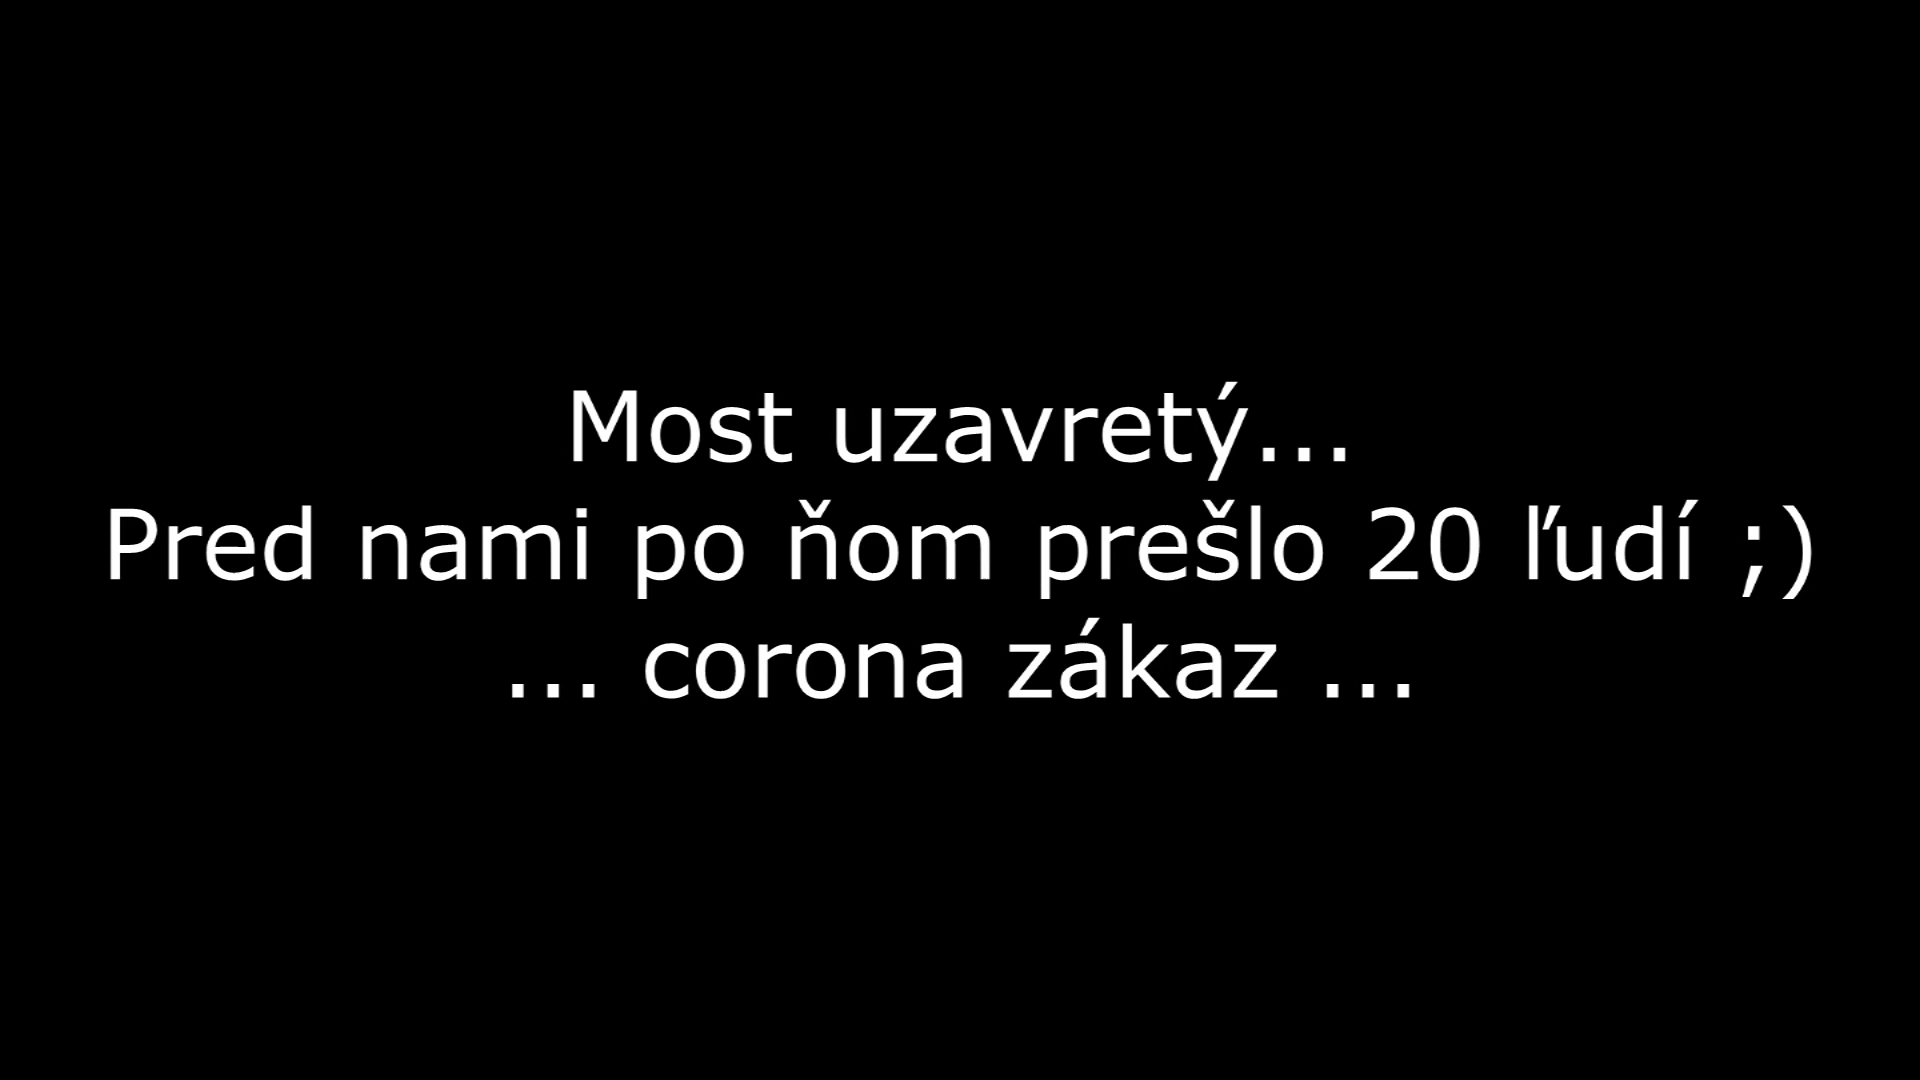 Most uzavretý...
Pred nami po ňom prešlo 20 ľudí ;)
... corona zákaz ...